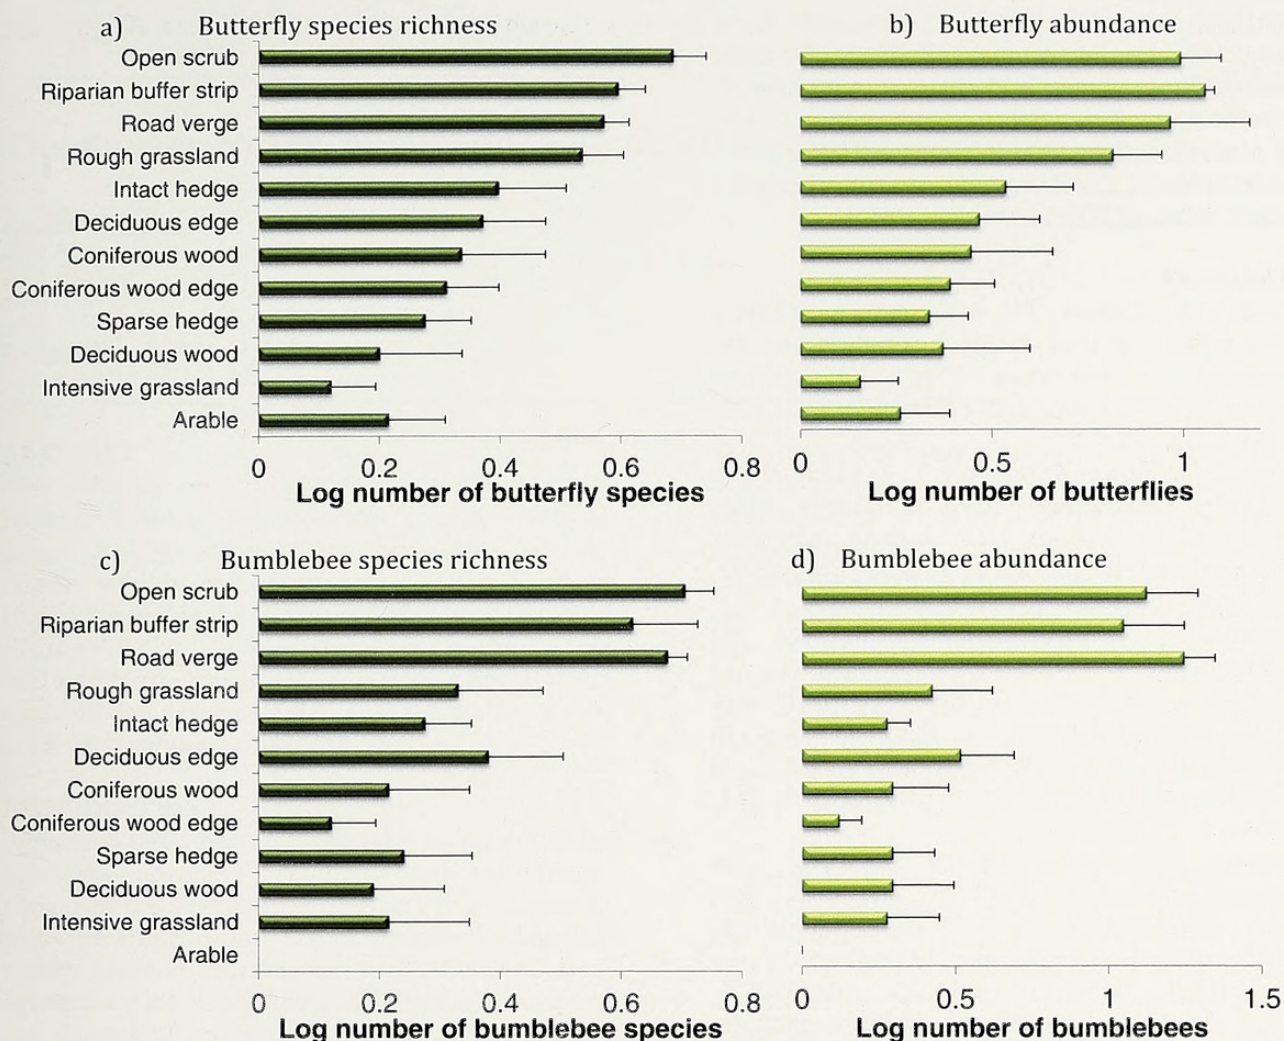 a) Butterfly species richness
Open scrub
Riparian buffer strip
Road verge
Rough grassland
Intact hedge
Deciduous edge
Coniferous wood
Coniferous wood edge
Sparse hedge
Deciduous wood
Intensive grassland
Arable
0 0.2 0.4 0.6 0.8
Log number of butterfly species
b) Butterfly abundance
0 0.5 1
Log number of butterflies
c) Bumblebee species richness
Open scrub
Riparian buffer strip
Road verge
Rough grassland
Intact hedge
Deciduous edge
Coniferous wood
Coniferous wood edge
Sparse hedge
Deciduous wood
Intensive grassland
Arable
0 0.2 0.4 0.6 0.8
Log number of bumblebee species
d) Bumblebee abundance
0 0.5 1 1.5
Log number of bumblebees